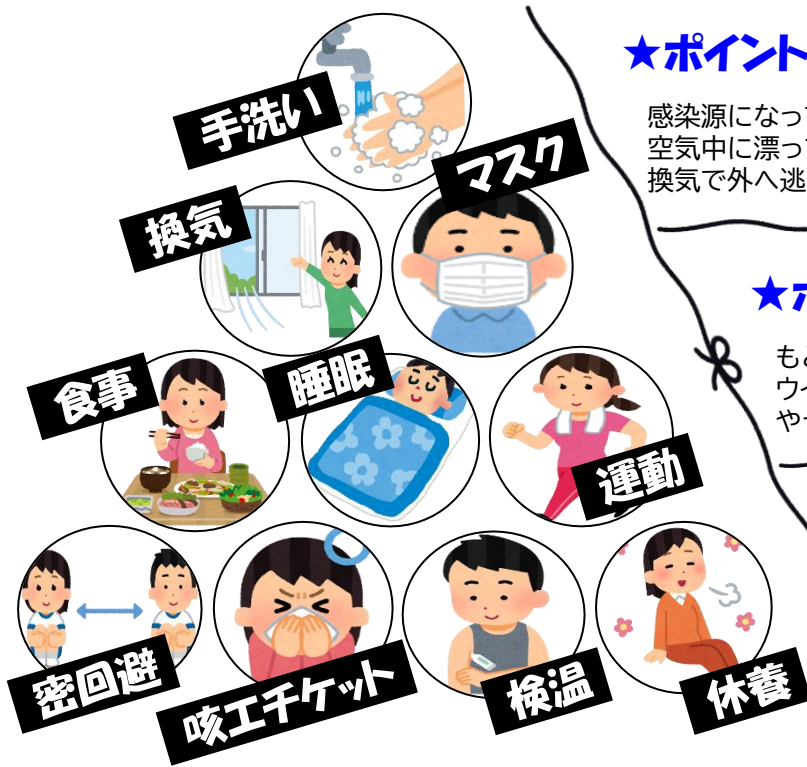 手洗い
マスク
換気
食事
睡眠
運動
密回避
咳エチケット
検温
休養
★ポイント
感染源になっ
空気中に漂っ
換気で外へ逃
★ポ
もと
ウイ
やっ